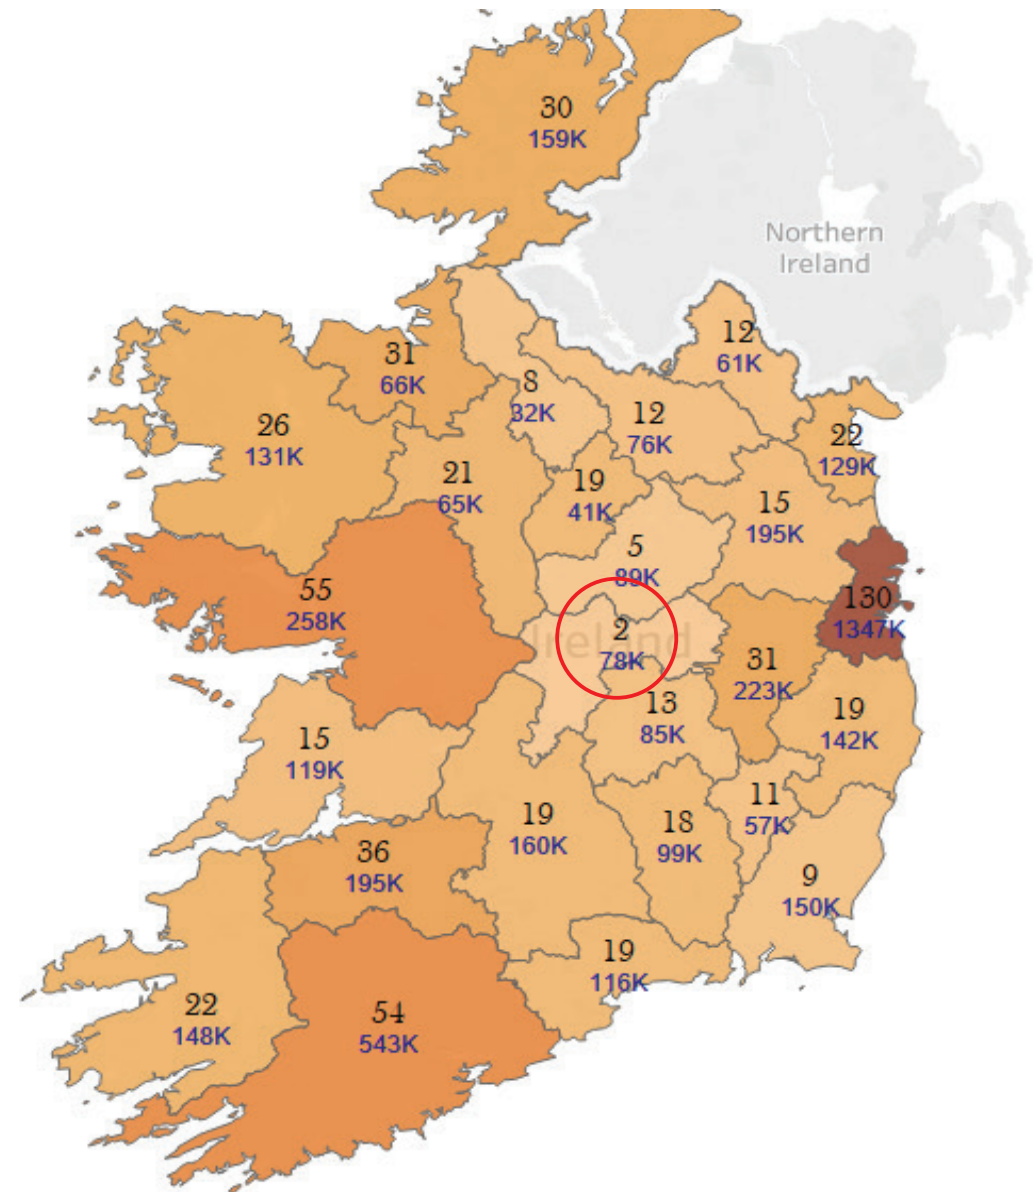 30
159K
Northern
Ireland
12
61K
31
66K
8
32K
12
76K
26
131K
22
129K
21
65K
19
41K
15
195K
5
89K
55
258K
130
1347K
Ireland
2
78K
31
223K
13
85K
19
142K
15
119K
11
57K
19
160K
18
99K
36
195K
9
150K
19
116K
22
148K
54
543K